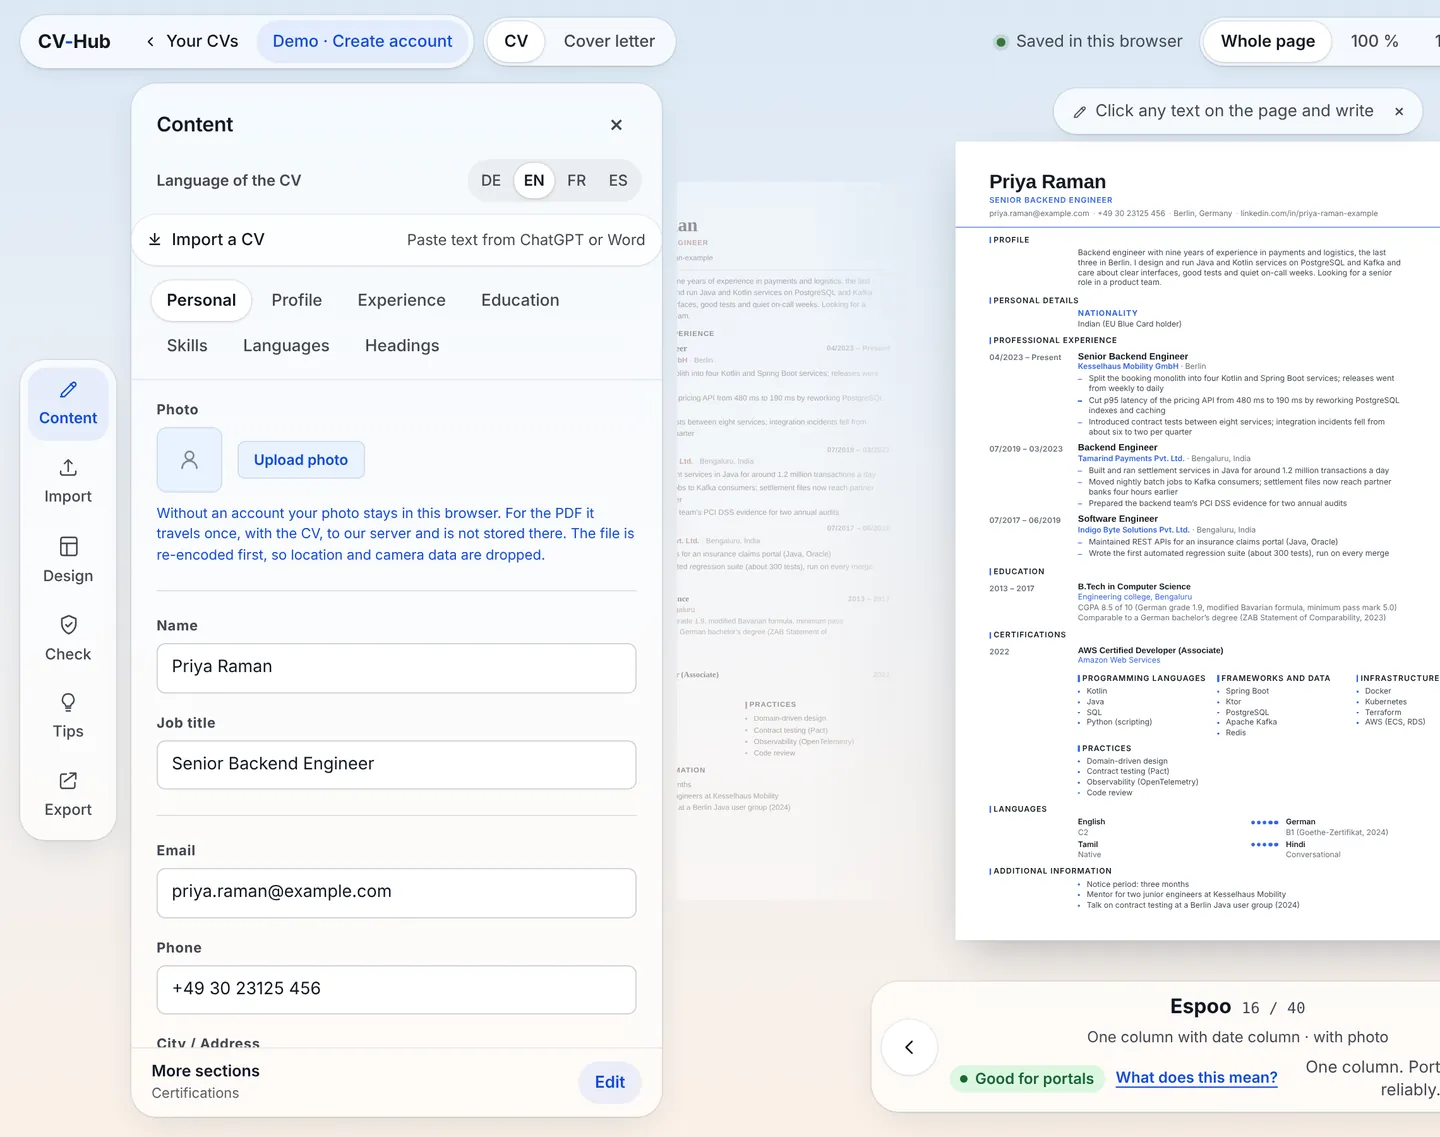 CV-Hub
Your CVs
Demo · Create account
CV
Cover letter
Saved in this browser
Whole page
100 %
Content
Language of the CV
DE
EN
FR
ES
Import a CV
Paste text from ChatGPT or Word
Personal
Profile
Experience
Education
Skills
Languages
Headings
Content
Import
Design
Check
Tips
Export
Photo
Upload photo
Without an account your photo stays in this browser. For the PDF it
travels once, with the CV, to our server and is not stored there. The file is
re-encoded first, so location and camera data are dropped.
Name
Priya Raman
Job title
Senior Backend Engineer
Email
priya.raman@example.com
Phone
+49 30 23125 456
City / Address
More sections
Certifications
Edit
Click any text on the page and write
Priya Raman
SENIOR BACKEND ENGINEER
priya.raman@example.com · +49 30 23125 456 · Berlin, Germany · linkedin.com/in/priya-raman-example
PROFILE
Backend engineer with nine years of experience in payments and logistics, the last
three in Berlin. I design and run Java and Kotlin services on PostgreSQL and Kafka and
care about clear interfaces, good tests and quiet on-call weeks. Looking for a senior
role in a product team.
PERSONAL DETAILS
NATIONALITY
Indian (EU Blue Card holder)
PROFESSIONAL EXPERIENCE
04/2023 – Present
Senior Backend Engineer
Kesselhaus Mobility GmbH · Berlin
– Split the booking monolith into four Kotlin and Spring Boot services; releases went
from weekly to daily
– Cut p95 latency of the pricing API from 480 ms to 190 ms by reworking PostgreSQL
indexes and caching
– Introduced contract tests between eight services; integration incidents fell from
about six to two per quarter
07/2019 – 03/2023
Backend Engineer
Tamarind Payments Pvt. Ltd. · Bengaluru, India
– Built and ran settlement services in Java for around 1.2 million transactions a day
– Moved nightly batch jobs to Kafka consumers; settlement files now reach partner
banks four hours earlier
– Prepared the backend team's PCI DSS evidence for two annual audits
07/2017 – 06/2019
Software Engineer
Indigo Byte Solutions Pvt. Ltd. · Bengaluru, India
– Maintained REST APIs for an insurance claims portal (Java, Oracle)
– Wrote the first automated regression suite (about 300 tests), run on every merge
EDUCATION
2013 – 2017
B.Tech in Computer Science
Engineering college, Bengaluru
CGPA 8.5 of 10 (German grade 1.9, modified Bavarian formula, minimum pass mark 5.0)
Comparable to a German bachelor's degree (ZAB Statement of Comparability, 2023)
CERTIFICATIONS
2022
AWS Certified Developer (Associate)
Amazon Web Services
PROGRAMMING LANGUAGES
• Kotlin
• Java
• SQL
• Python (scripting)
FRAMEWORKS AND DATA
• Spring Boot
• Ktor
• PostgreSQL
• Apache Kafka
• Redis
INFRASTRUCTURE
• Docker
• Kubernetes
• Terraform
• AWS (ECS, RDS)
PRACTICES
• Domain-driven design
• Contract testing (Pact)
• Observability (OpenTelemetry)
• Code review
LANGUAGES
English
C2
German
B1 (Goethe-Zertifikat, 2024)
Tamil
Native
Hindi
Conversational
ADDITIONAL INFORMATION
• Notice period: three months
• Mentor for two junior engineers at Kesselhaus Mobility
• Talk on contract testing at a Berlin Java user group (2024)
Espoo 16 / 40
One column with date column · with photo
Good for portals
What does this mean?
One column. Port
reliably.